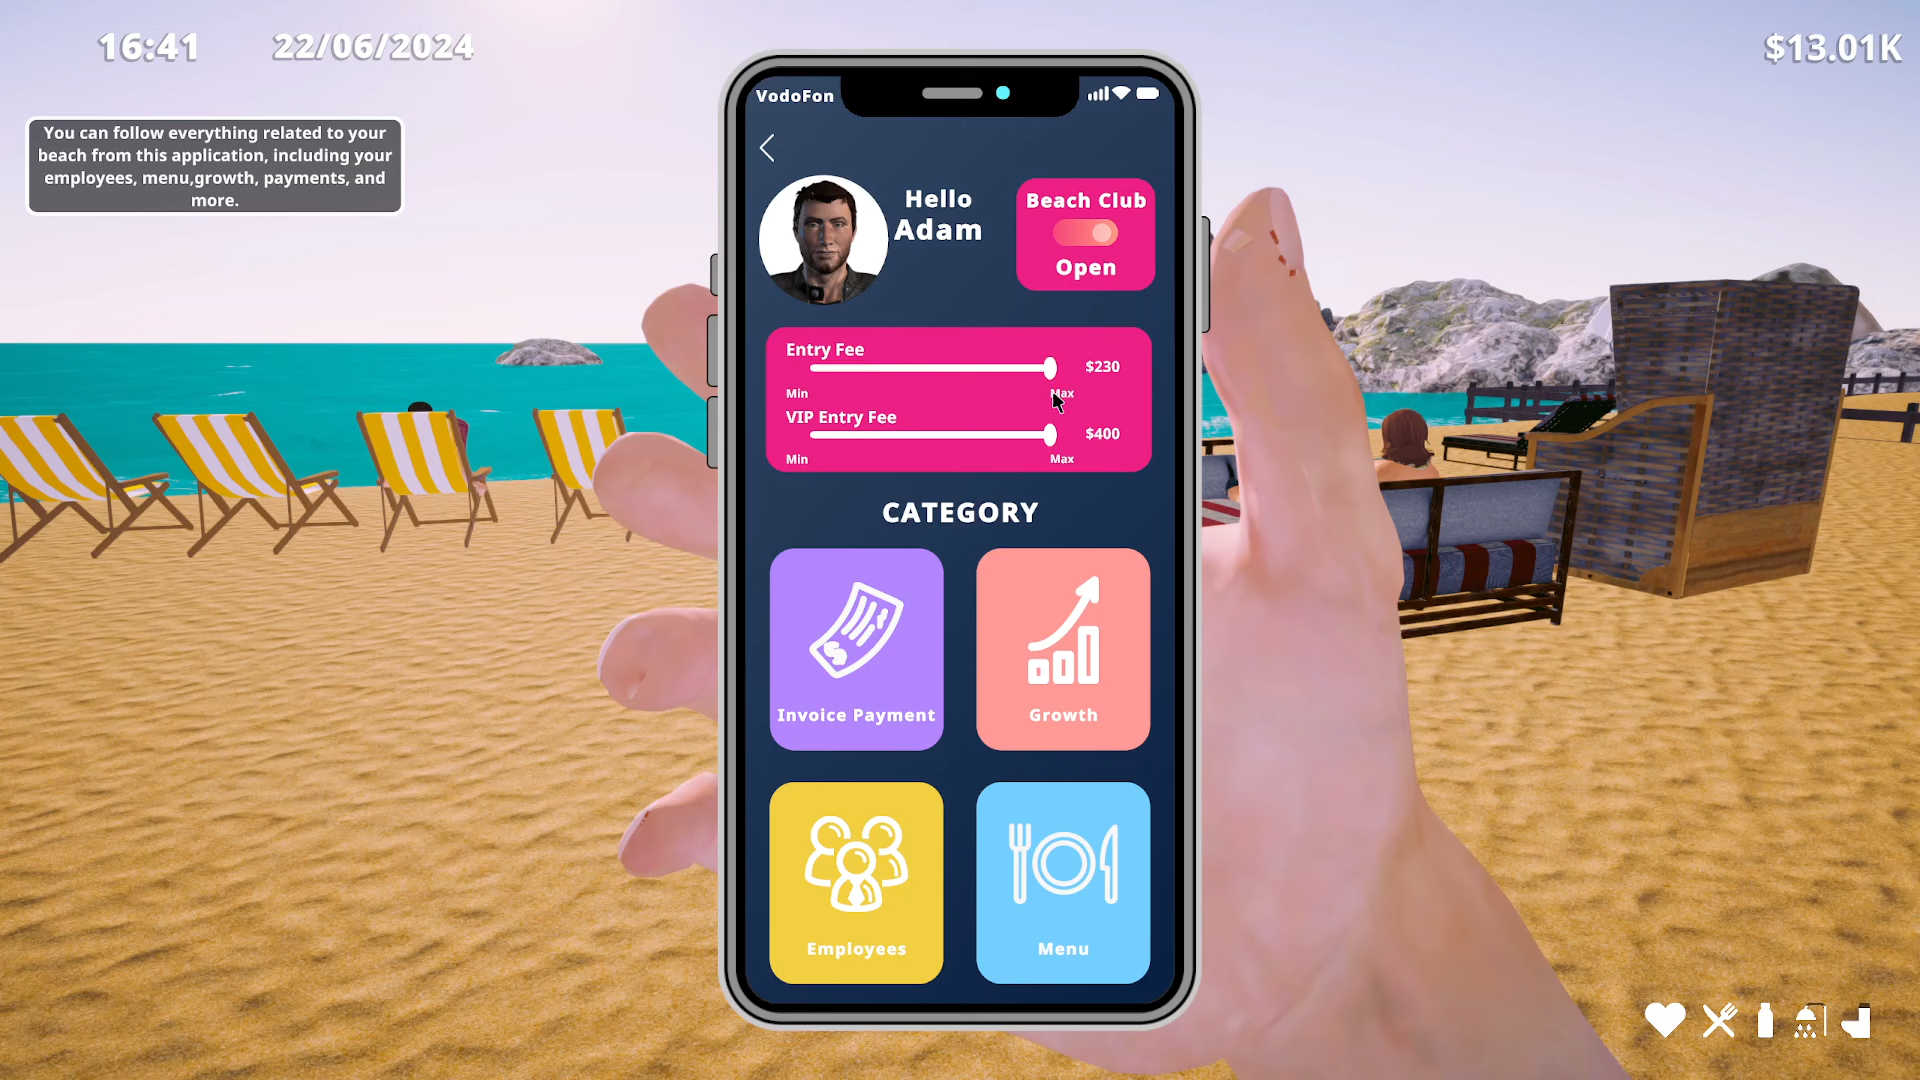 16:41
22/06/2024
$13.01K
You can follow everything related to your
beach from this application, including your
employees, menu,growth, payments, and
more.
VodoFon
Hello
Adam
Beach Club
Open
Entry Fee
$230
Min
Max
VIP Entry Fee
$400
Min
Max
CATEGORY
Invoice Payment
Growth
Employees
Menu